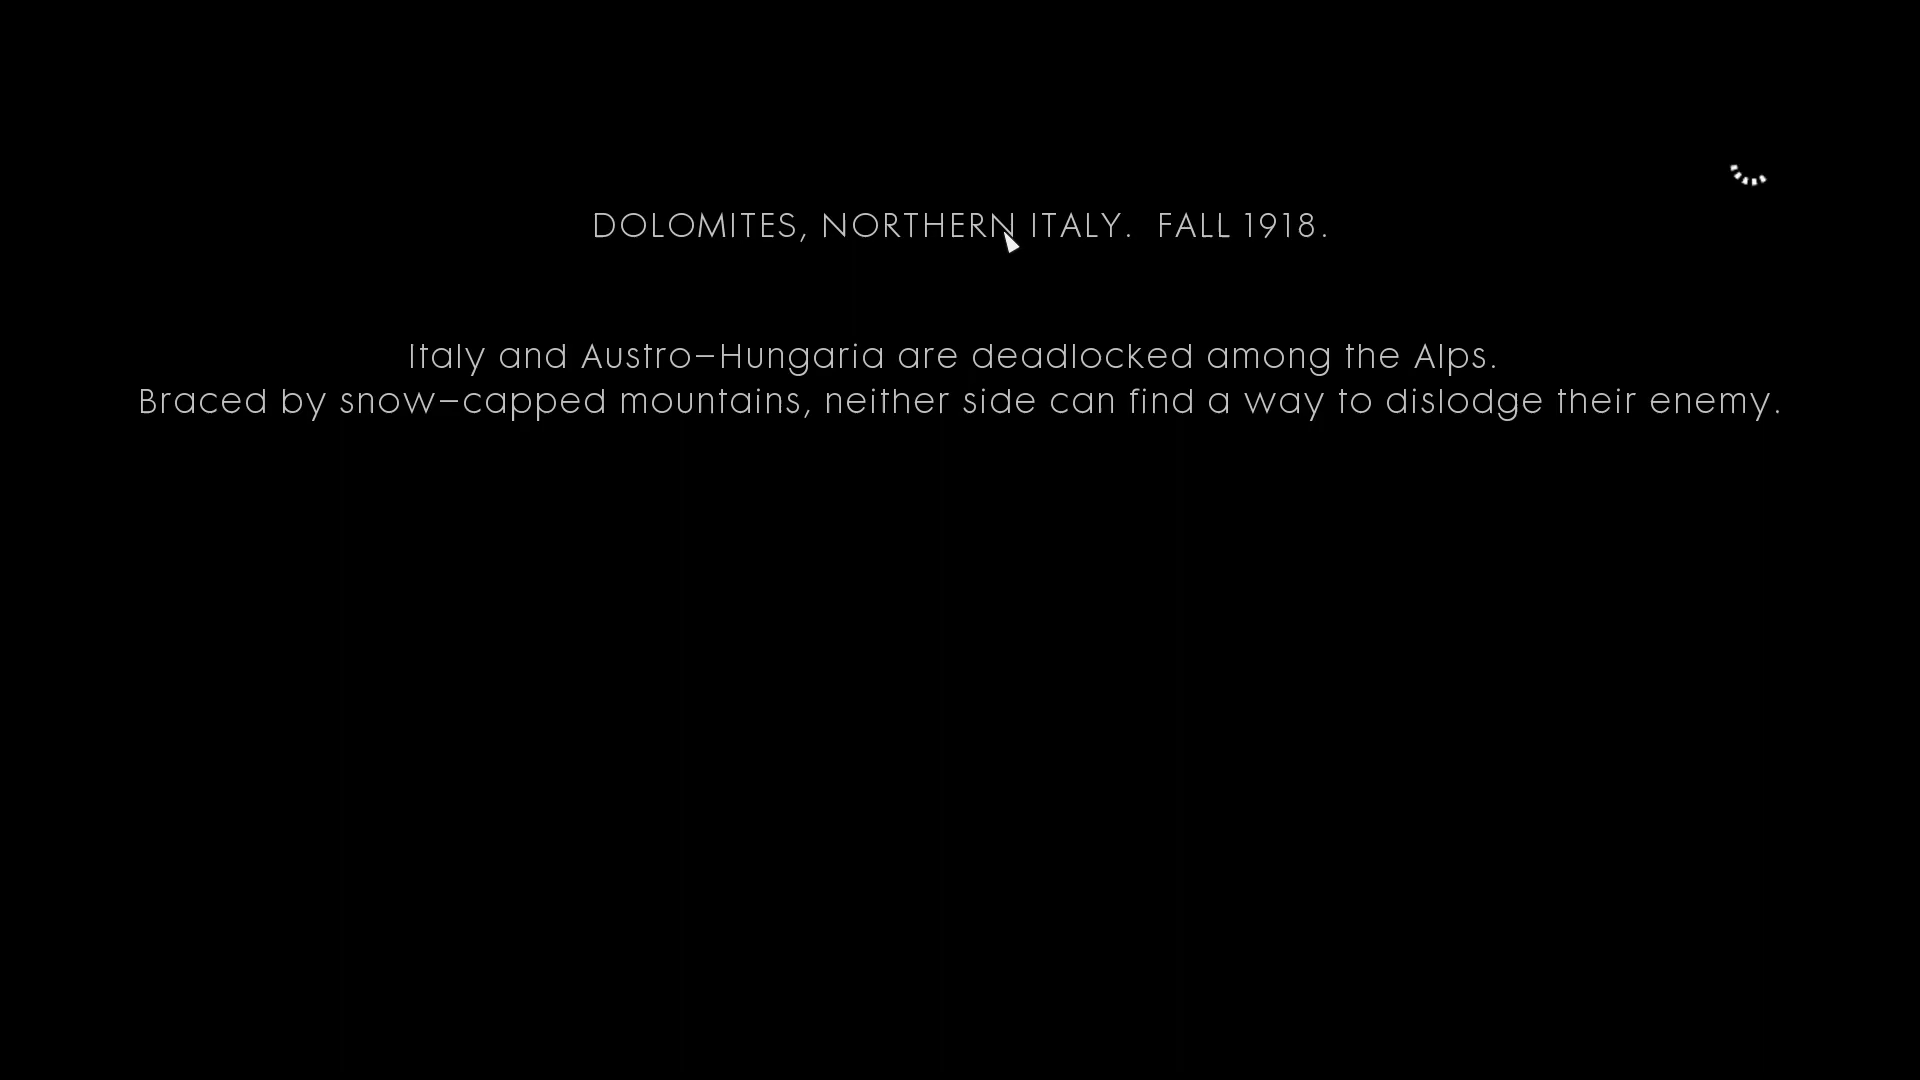 DOLOMITES, NORTHERN ITALY.  FALL 1918.
Italy and Austro-Hungaria are deadlocked among the Alps.
Braced by snow-capped mountains, neither side can find a way to dislodge their enemy.